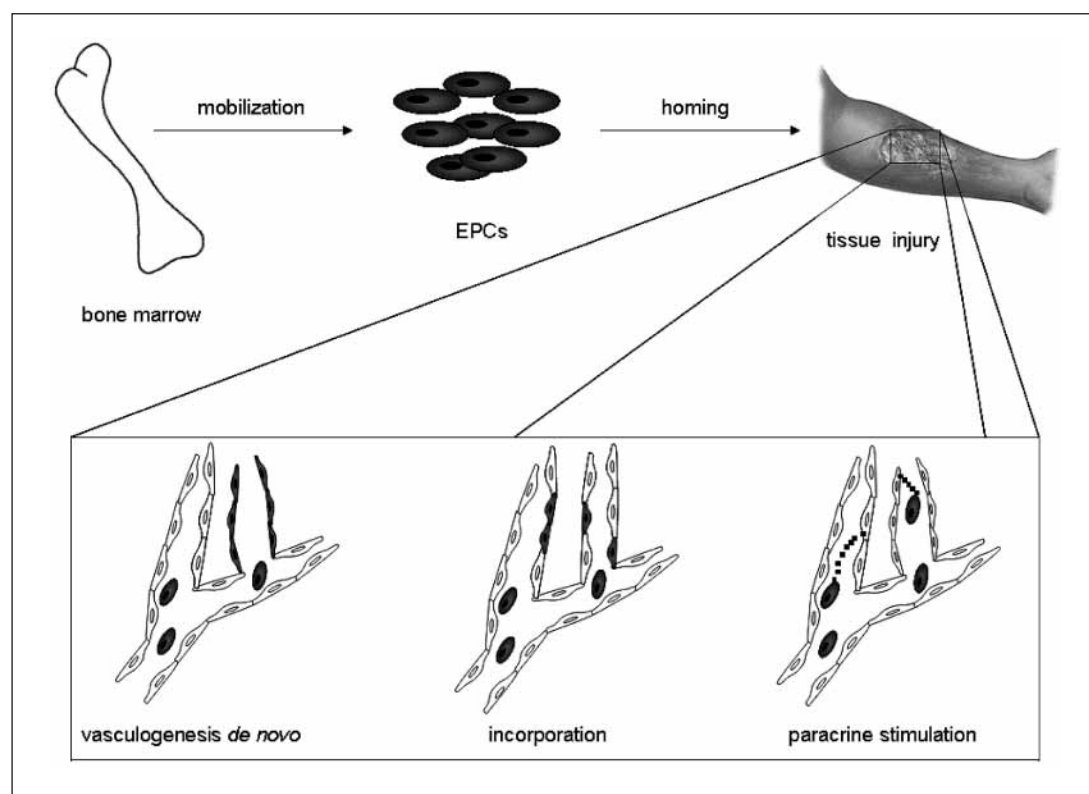 mobilization
homing
EPCs
tissue injury
bone marrow
vasculogenesis de novo
incorporation
paracrine stimulation